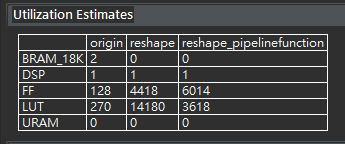 Utilization Estimates
origin reshape reshape_pipelinefunction
BRAM_18K 2 0 0
DSP 1 1 1
FF 128 4418 6014
LUT 270 14180 3618
URAM 0 0 0